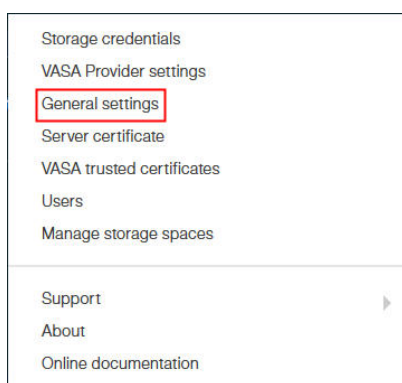 Storage credentials
VASA Provider settings
General settings
Server certificate
VASA trusted certificates
Users
Manage storage spaces
Support
About
Online documentation